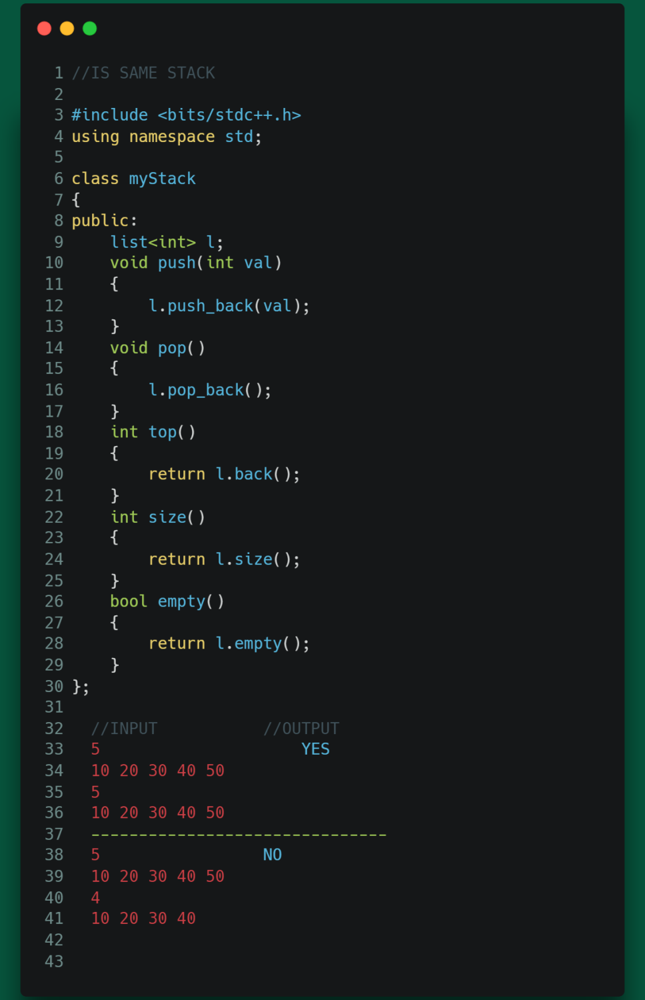 1 //IS SAME STACK
2
3 #include <bits/stdc++.h>
4 using namespace std;
5
6 class myStack
7 {
8 public:
9     list<int> l;
10     void push(int val)
11     {
12         l.push_back(val);
13     }
14     void pop()
15     {
16         l.pop_back();
17     }
18     int top()
19     {
20         return l.back();
21     }
22     int size()
23     {
24         return l.size();
25     }
26     bool empty()
27     {
28         return l.empty();
29     }
30 };
31
32   //INPUT           //OUTPUT
33   5                     YES
34   10 20 30 40 50
35   5
36   10 20 30 40 50
37   -------------------------------
38   5                 NO
39   10 20 30 40 50
40   4
41   10 20 30 40
42
43